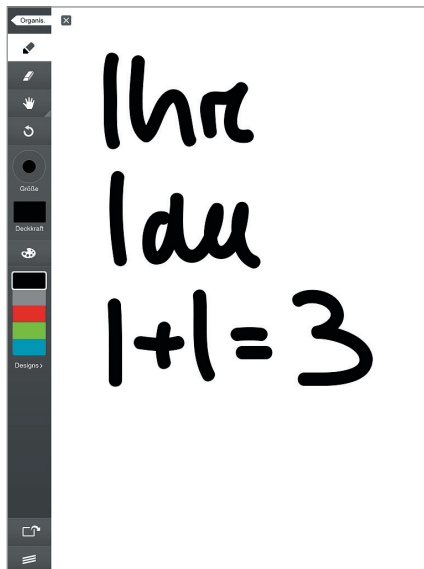 Ihre
Idee
1+1=3
Organis.
Größe
Deckkraft
Designs >